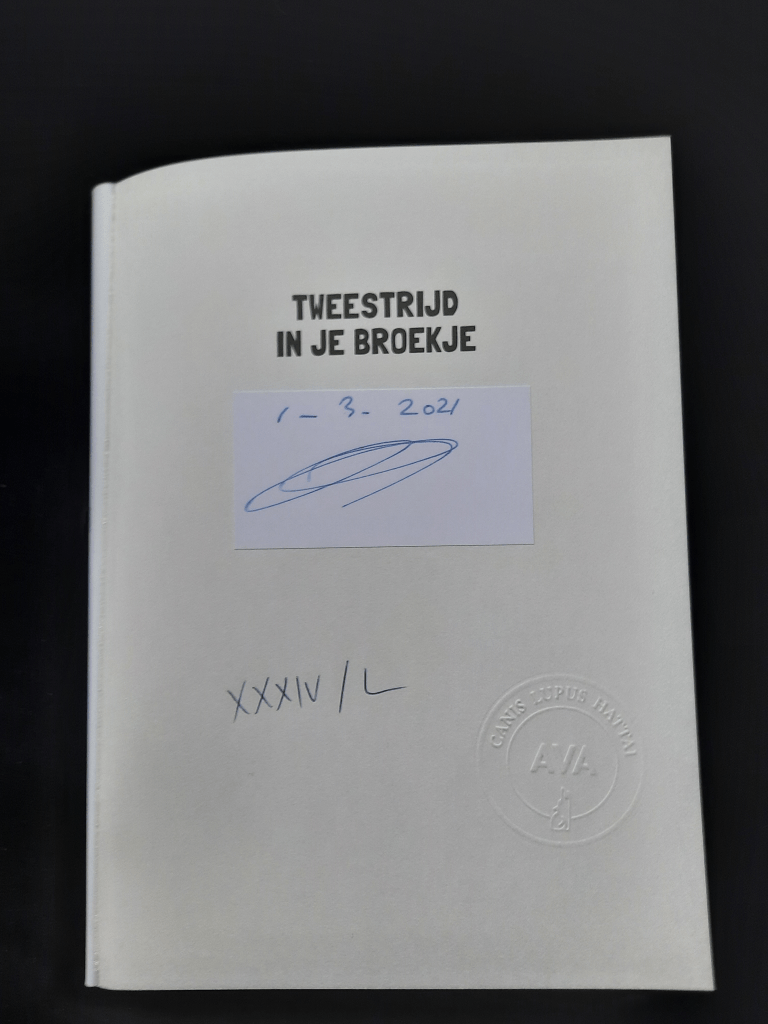 TWEESTRIJD
IN JE BROEKJE
1-3-2021
XXXIV/L
CANIS LUPUS HATTAI
AVA